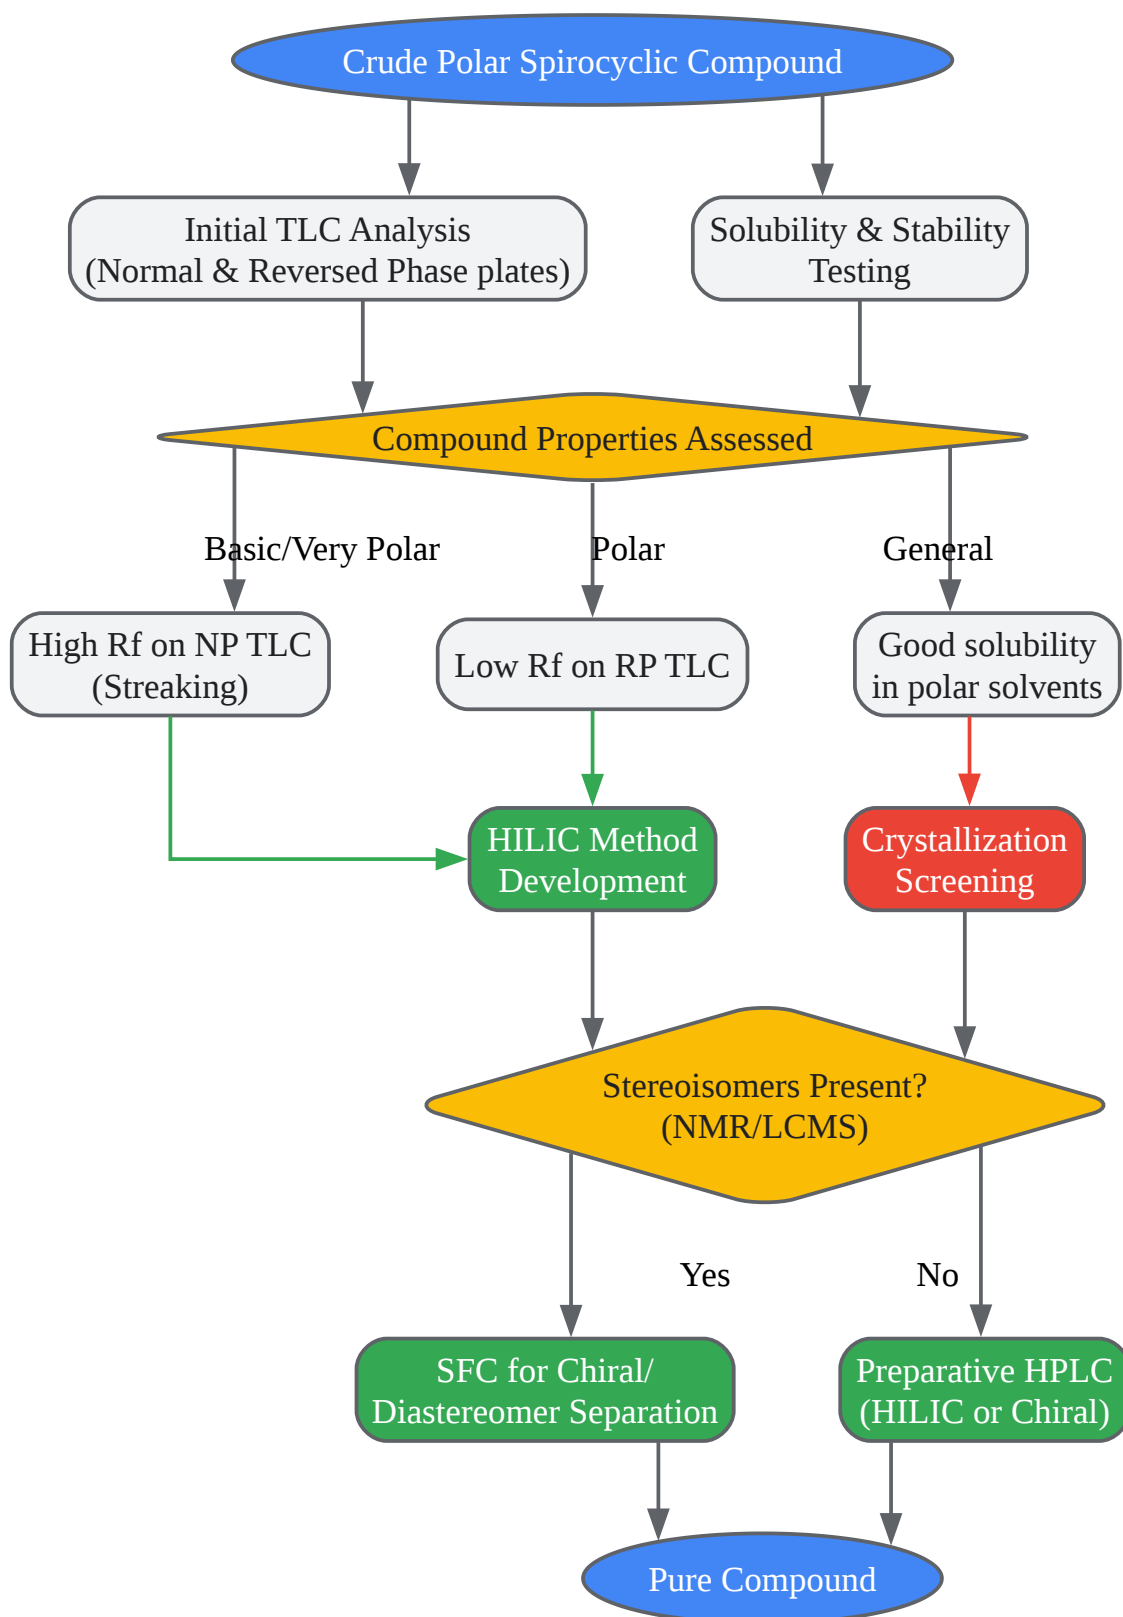 Crude Polar Spirocyclic Compound
Initial TLC Analysis
(Normal & Reversed Phase plates)
Solubility & Stability
Testing
Compound Properties Assessed
Basic/Very Polar
Polar
General
High Rf on NP TLC
(Streaking)
Low Rf on RP TLC
Good solubility
in polar solvents
HILIC Method
Development
Crystallization
Screening
Stereoisomers Present?
(NMR/LCMS)
Yes
No
SFC for Chiral/
Diastereomer Separation
Preparative HPLC
(HILIC or Chiral)
Pure Compound